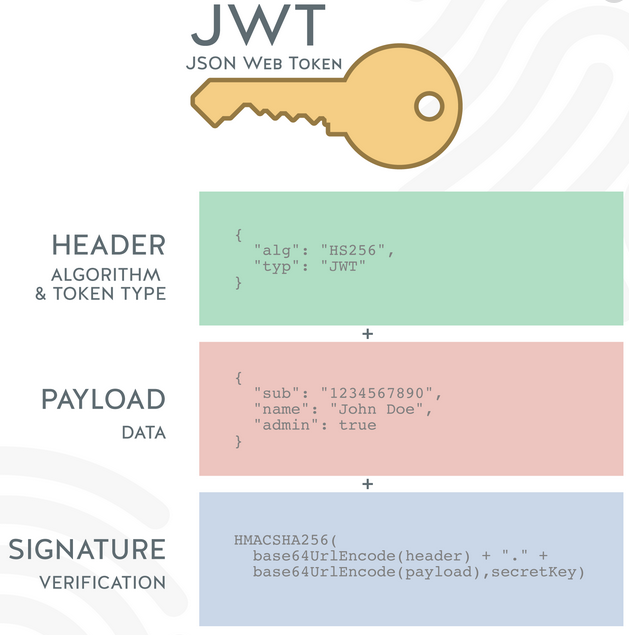 JWT
JSON Web Token
HEADER
ALGORITHM
& TOKEN TYPE
{
"alg": "HS256",
"typ": "JWT"
}
+
PAYLOAD
DATA
{
"sub": "1234567890",
"name": "John Doe",
"admin": true
}
+
SIGNATURE
VERIFICATION
HMACSHA256(
base64UrlEncode(header) + "." +
base64UrlEncode(payload),secretKey)